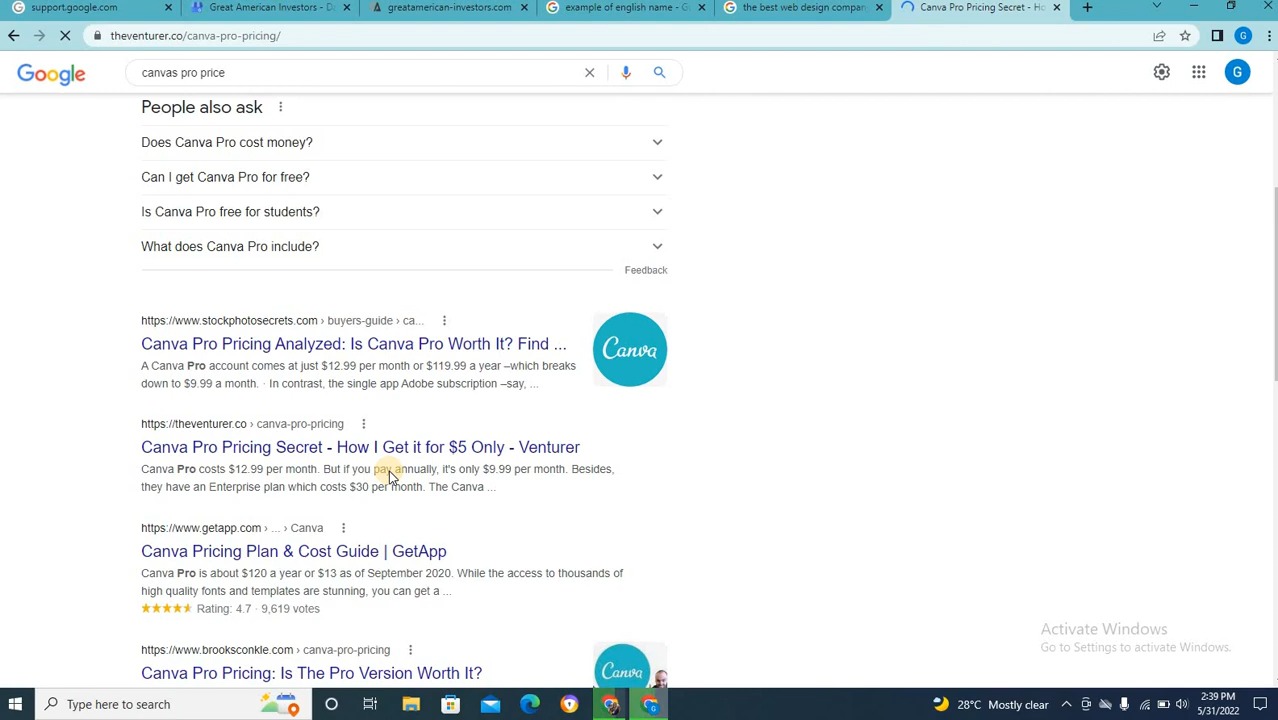 support.google.com
Great American Investors - D
greatamerican-investors.com
example of english name - G
the best web design compan
Canva Pro Pricing Secret - Ho
theventurer.co/canva-pro-pricing/
G
Google
canvas pro price
G
People also ask
Does Canva Pro cost money?
Can I get Canva Pro for free?
Is Canva Pro free for students?
What does Canva Pro include?
Feedback
https://www.stockphotosecrets.com › buyers-guide › ca...
Canva Pro Pricing Analyzed: Is Canva Pro Worth It? Find ...
A Canva Pro account comes at just $12.99 per month or $119.99 a year –which breaks
down to $9.99 a month. · In contrast, the single app Adobe subscription –say, ...
Canva
https://theventurer.co › canva-pro-pricing
Canva Pro Pricing Secret - How I Get it for $5 Only - Venturer
Canva Pro costs $12.99 per month. But if you pay annually, it's only $9.99 per month. Besides,
they have an Enterprise plan which costs $30 per month. The Canva ...
https://www.getapp.com › ... › Canva
Canva Pricing Plan & Cost Guide | GetApp
Canva Pro is about $120 a year or $13 as of September 2020. While the access to thousands of
high quality fonts and templates are stunning, you can get a ...
Rating: 4.7 · 9,619 votes
https://www.brooksconkle.com › canva-pro-pricing
Canva Pro Pricing: Is The Pro Version Worth It?
Canva
Activate Windows
Go to Settings to activate Windows.
Type here to search
28°C Mostly clear
2:39 PM
5/31/2022